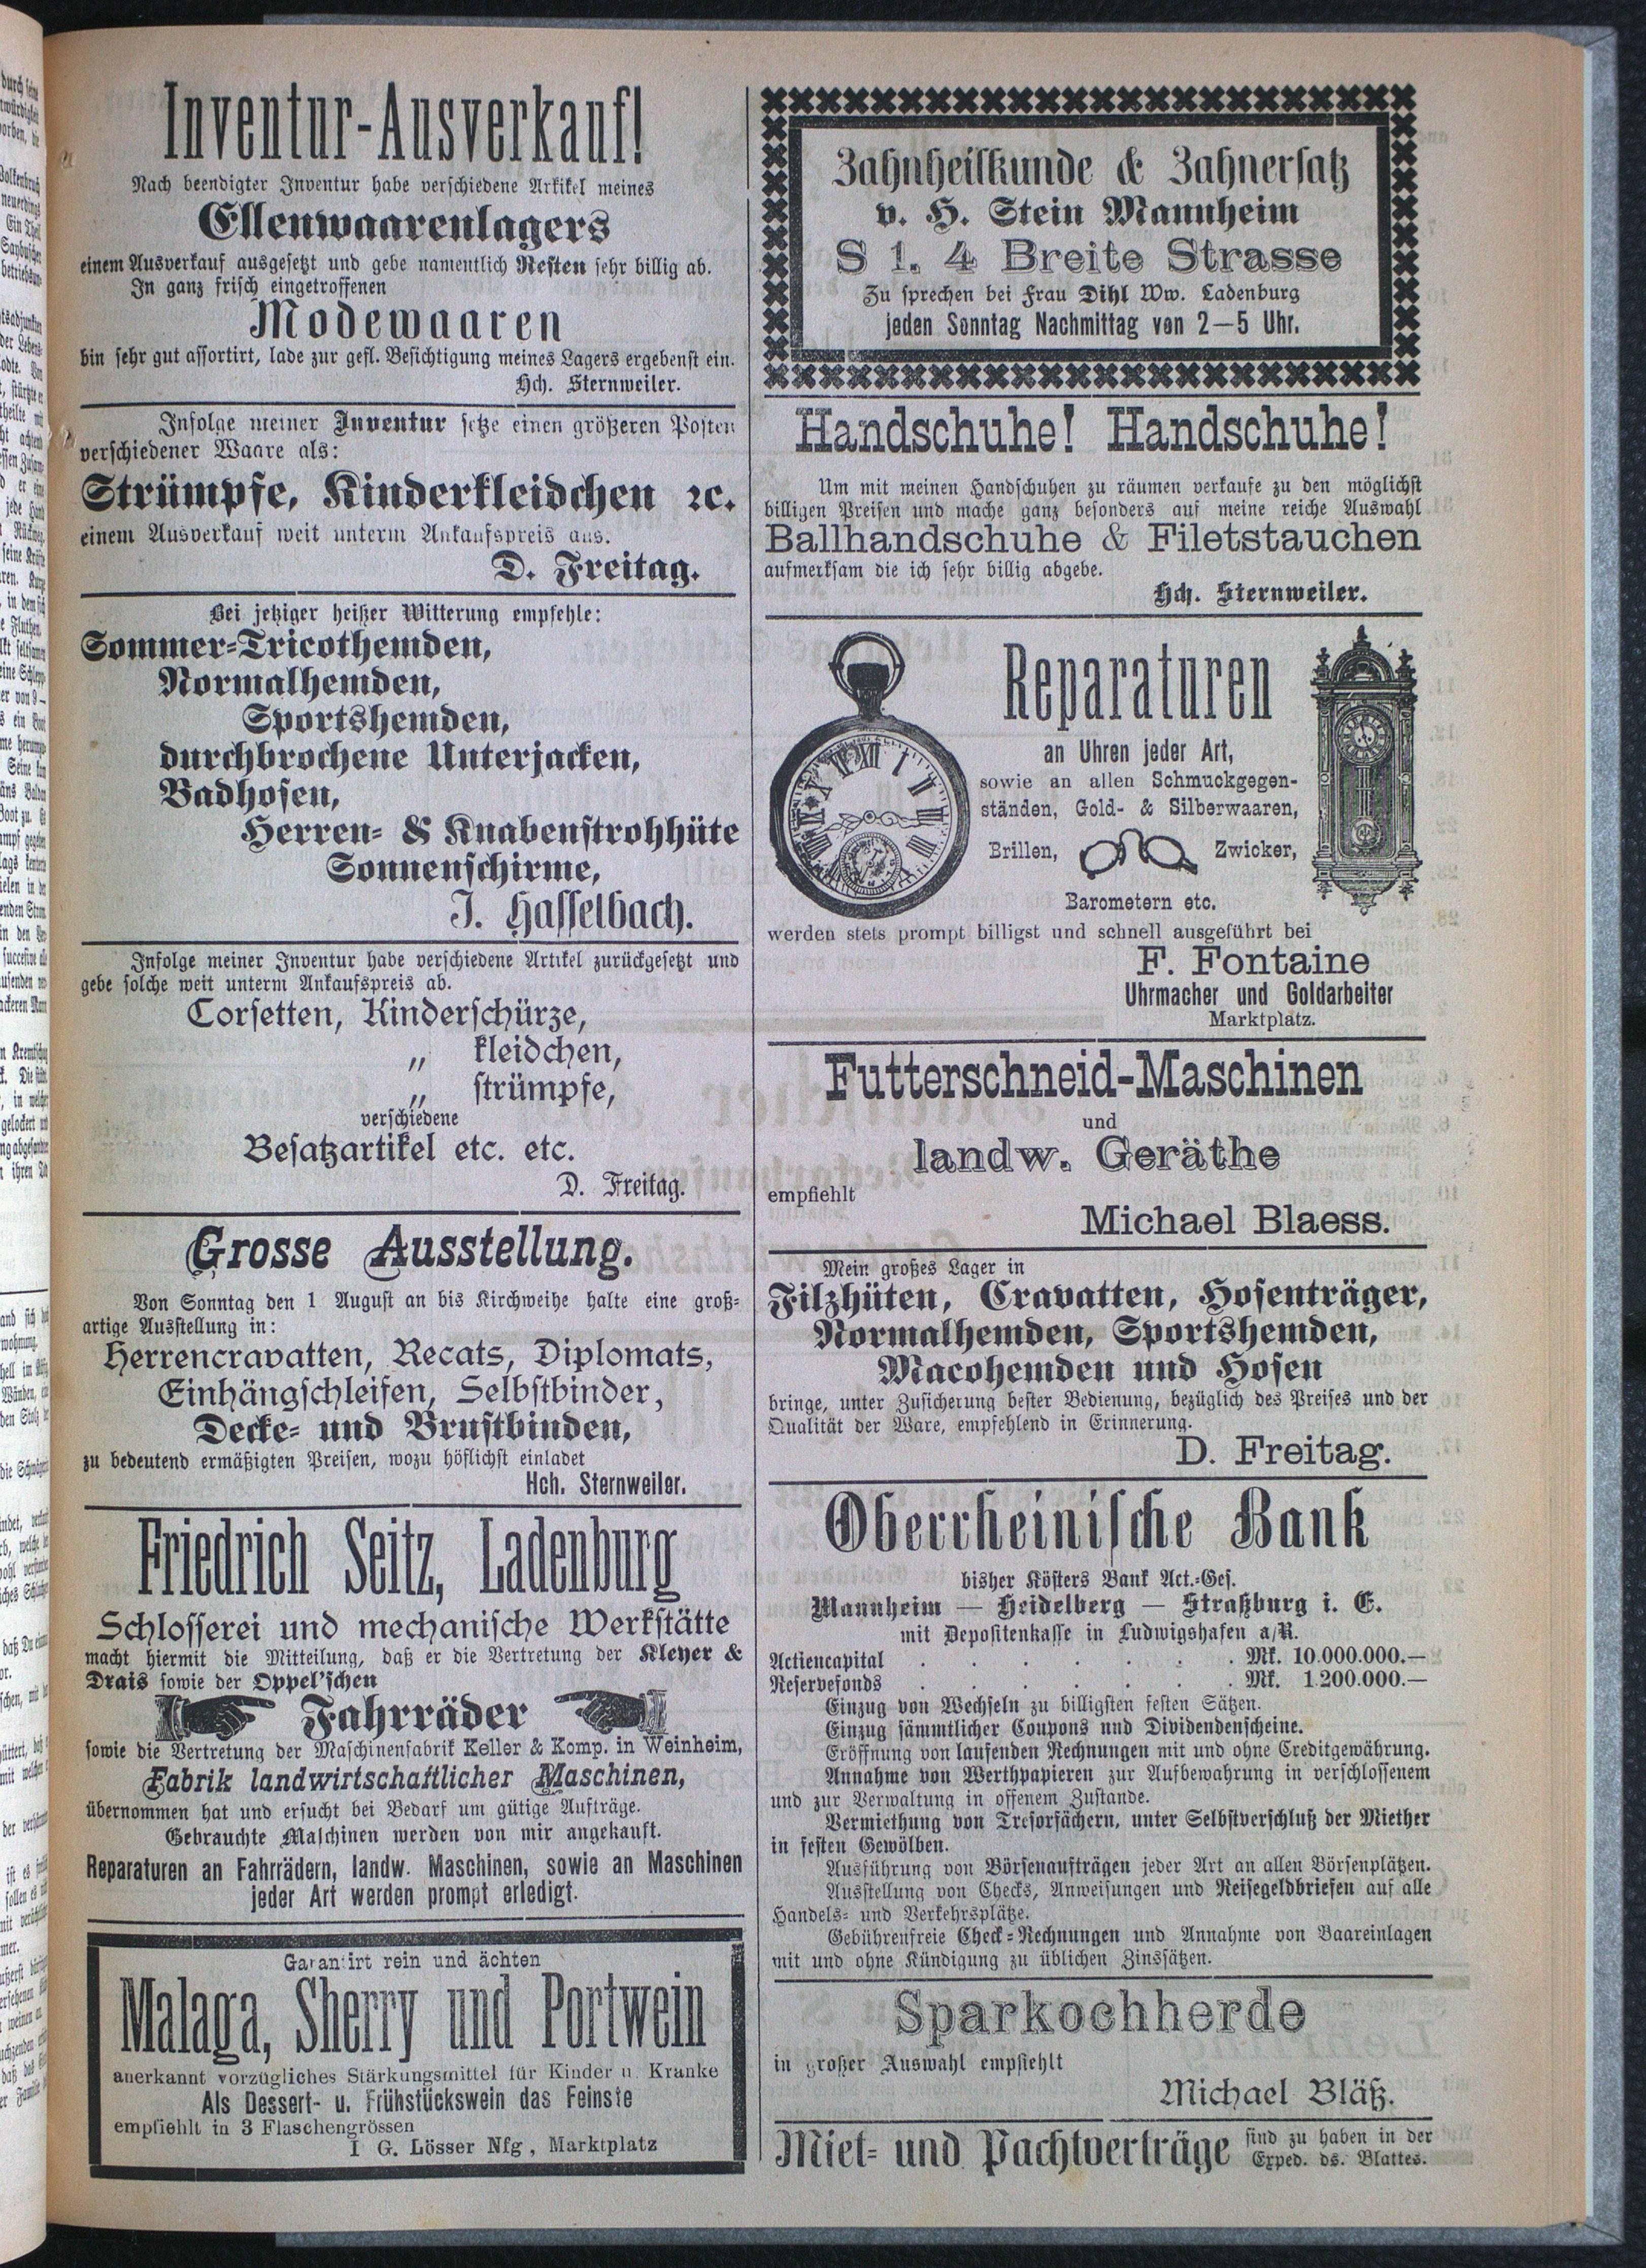 Inventur-Ausverkauf!
Nach beendigter Inventur habe verschiedene Artikel meines
Ellenwaarenlagers
einem Ausverkauf ausgesetzt und gebe namentlich Resten sehr billig ab.
In ganz frisch eingetroffenen
Modewaaren
bin sehr gut assortirt, lade zur gefl. Besichtigung meines Lagers ergebenst ein.
Hch. Sternweiler.
Infolge meiner Inventur setze einen größeren Posten
verschiedener Waare als:
Strümpfe, Kinderkleidchen ꝛc.
einem Ausverkauf weit unterm Ankaufspreis aus.
D. Freitag.
Bei jetziger heißer Witterung empfehle:
Sommer-Tricothemden,
Normalhemden,
Sportshemden,
durchbrochene Unterjacken,
Badhosen,
Herren- & Knabenstrohhüte
Sonnenschirme,
J. Hasselbach.
Infolge meiner Inventur habe verschiedene Artikel zurückgesetzt und
gebe solche weit unterm Ankaufspreis ab.
Corsetten, Kinderschürze,
„ kleidchen,
„ strümpfe,
verschiedene
Besatzartikel etc. etc.
D. Freitag.
Grosse Ausstellung.
Von Sonntag den 1 August an bis Kirchweihe halte eine groß-
artige Ausstellung in:
Herrencravatten, Recats, Diplomats,
Einhängschleifen, Selbstbinder,
Decke- und Brustbinden,
zu bedeutend ermäßigten Preisen, wozu höflichst einladet
Hch. Sternweiler.
Friedrich Seitz, Ladenburg
Schlosserei und mechanische Werkstätte
macht hiermit die Mitteilung, daß er die Vertretung der Kleyer &
Drais sowie der Oppel'schen
Fahrräder
sowie die Vertretung der Maschinenfabrik Keller & Komp. in Weinheim,
Fabrik landwirtschaftlicher Maschinen,
übernommen hat und ersucht bei Bedarf um gütige Aufträge.
Gebrauchte Maschinen werden von mir angekauft.
Reparaturen an Fahrrädern, landw. Maschinen, sowie an Maschinen
jeder Art werden prompt erledigt.
Garantirt rein und ächten
Malaga, Sherry und Portwein
anerkannt vorzügliches Stärkungsmittel für Kinder u. Kranke
Als Dessert- u. Frühstückswein das Feinste
empfiehlt in 3 Flaschengrössen
I G. Lösser Nfg, Marktplatz
Zahnheilkunde & Zahnersatz
v. H. Stein Mannheim
S 1. 4 Breite Strasse
Zu sprechen bei Frau Dihl Ww. Ladenburg
jeden Sonntag Nachmittag von 2—5 Uhr.
Handschuhe! Handschuhe!
Um mit meinen Handschuhen zu räumen verkaufe zu den möglichst
billigen Preisen und mache ganz besonders auf meine reiche Auswahl
Ballhandschuhe & Filetstauchen
aufmerksam die ich sehr billig abgebe.
Hch. Sternweiler.
Reparaturen
an Uhren jeder Art,
sowie an allen Schmuckgegen-
ständen, Gold- & Silberwaaren,
Brillen, Zwicker,
Barometern etc.
werden stets prompt billigst und schnell ausgeführt bei
F. Fontaine
Uhrmacher und Goldarbeiter
Marktplatz.
Futterschneid-Maschinen
und
landw. Geräthe
empfiehlt
Michael Blaess.
Mein großes Lager in
Filzhüten, Cravatten, Hosenträger,
Normalhemden, Sportshemden,
Macohemden und Hosen
bringe, unter Zusicherung bester Bedienung, bezüglich des Preises und der
Qualität der Ware, empfehlend in Erinnerung.
D. Freitag.
Oberrheinische Bank
bisher Kösters Bank Act.-Ges.
Mannheim — Heidelberg — Straßburg i. E.
mit Depositenkasse in Ludwigshafen a/R.
Actiencapital . . . . . . . Mk. 10.000.000.—
Reservefonds . . . . . . . Mk. 1.200.000.—
Einzug von Wechseln zu billigsten festen Sätzen.
Einzug sämmtlicher Coupons und Dividendenscheine.
Eröffnung von laufenden Rechnungen mit und ohne Creditgewährung.
Annahme von Werthpapieren zur Aufbewahrung in verschlossenem
und zur Verwaltung in offenem Zustande.
Vermiethung von Tresorfächern, unter Selbstverschluß der Miether
in festen Gewölben.
Ausführung von Börsenaufträgen jeder Art an allen Börsenplätzen.
Ausstellung von Checks, Anweisungen und Reisegeldbriefen auf alle
Handels- und Verkehrsplätze.
Gebührenfreie Check-Rechnungen und Annahme von Baareinlagen
mit und ohne Kündigung zu üblichen Zinssätzen.
Sparkochherde
in großer Auswahl empfiehlt
Michael Bläß.
Miet- und Pachtverträge sind zu haben in der
Exped. ds. Blattes.